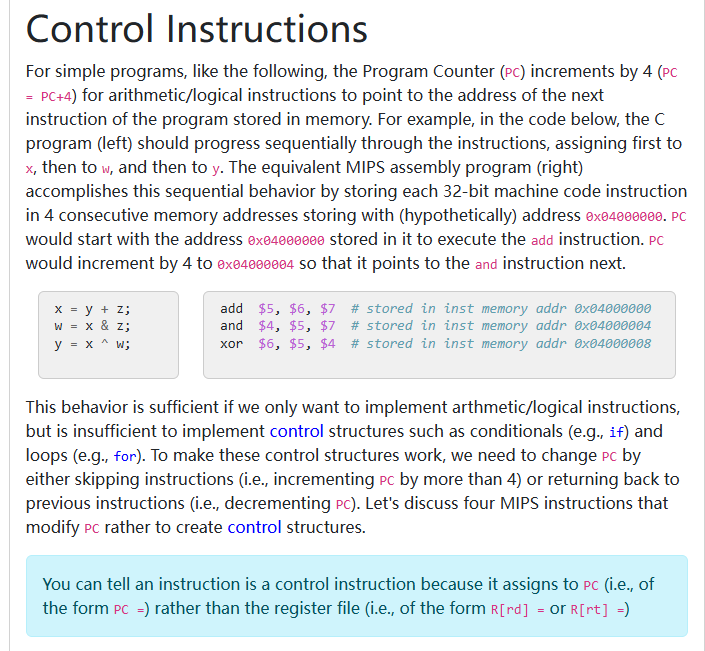 Control Instructions
For simple programs, like the following, the Program Counter (PC) increments by 4 (PC
= PC+4) for arithmetic/logical instructions to point to the address of the next
instruction of the program stored in memory. For example, in the code below, the C
program (left) should progress sequentially through the instructions, assigning first to
x, then to w, and then to y. The equivalent MIPS assembly program (right)
accomplishes this sequential behavior by storing each 32-bit machine code instruction
in 4 consecutive memory addresses storing with (hypothetically) address 0x04000000. PC
would start with the address 0x04000000 stored in it to execute the add instruction. PC
would increment by 4 to 0x04000004 so that it points to the and instruction next.
x = y + z;
w = x & z;
y = x ^ w;
add $5, $6, $7 # stored in inst memory addr 0x04000000
and $4, $5, $7 # stored in inst memory addr 0x04000004
xor $6, $5, $4 # stored in inst memory addr 0x04000008
This behavior is sufficient if we only want to implement arthmetic/logical instructions,
but is insufficient to implement control structures such as conditionals (e.g., if) and
loops (e.g., for). To make these control structures work, we need to change PC by
either skipping instructions (i.e., incrementing PC by more than 4) or returning back to
previous instructions (i.e., decrementing PC). Let's discuss four MIPS instructions that
modify PC rather to create control structures.
You can tell an instruction is a control instruction because it assigns to PC (i.e., of
the form PC =) rather than the register file (i.e., of the form R[rd] = or R[rt] =)